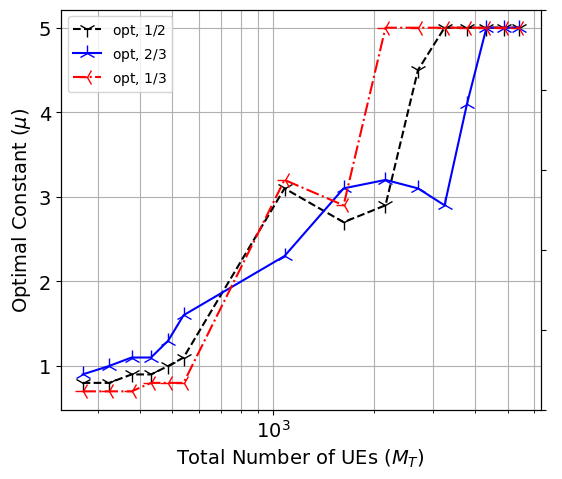 opt, 1/2
opt, 2/3
opt, 1/3
5
4
3
2
1
Optimal Constant (μ)
10³
Total Number of UEs (M_T)